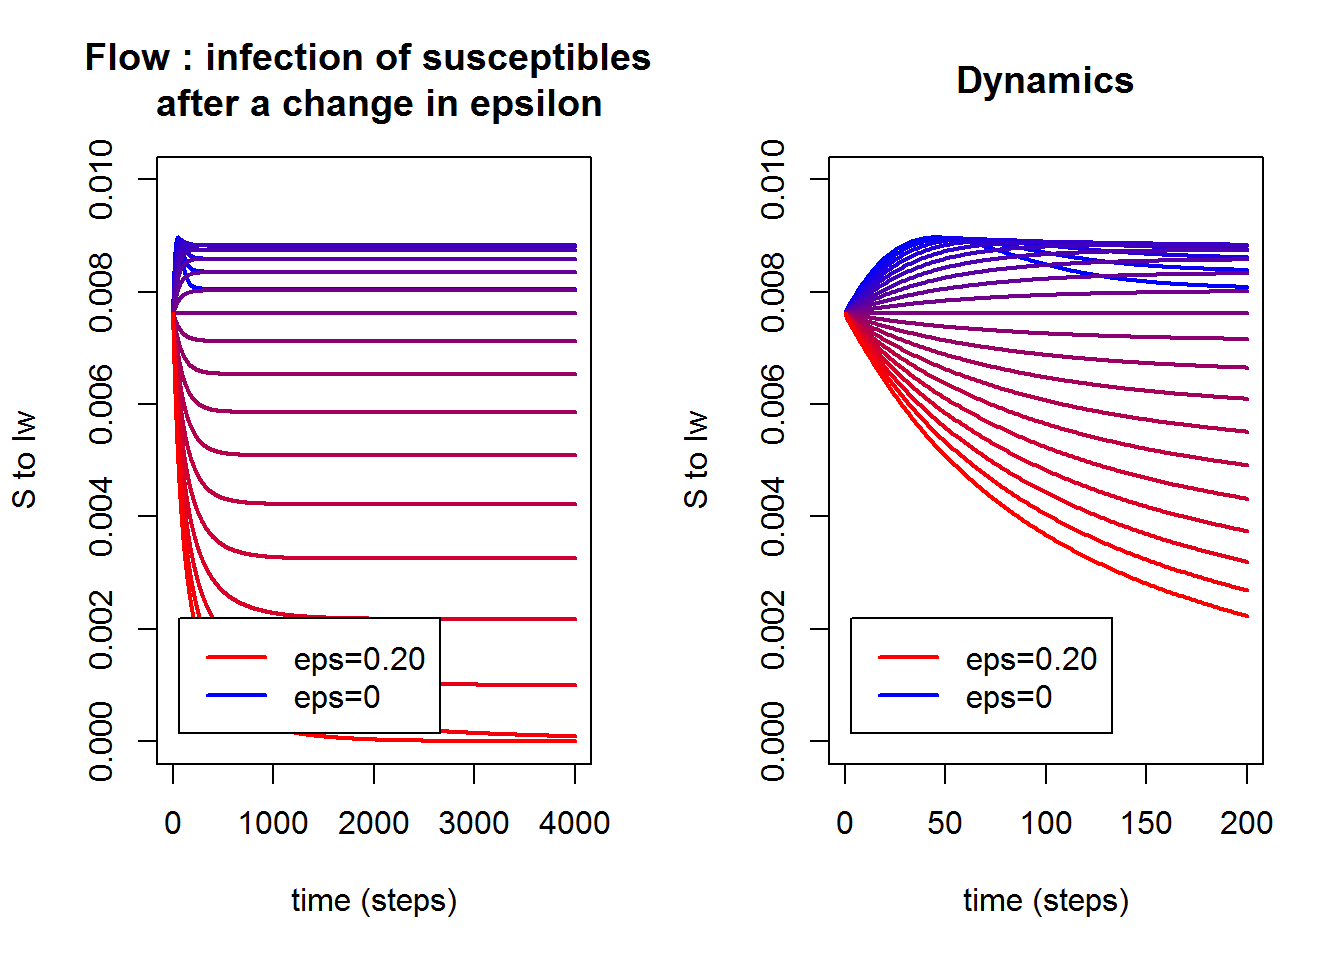 Flow : infection of susceptibles
after a change in epsilon
S to Iw
0.010
0.008
0.006
0.004
0.002
0.000
eps=0.20
eps=0
0 1000 2000 3000 4000
time (steps)
Dynamics
S to Iw
0.010
0.008
0.006
0.004
0.002
0.000
eps=0.20
eps=0
0 50 100 150 200
time (steps)